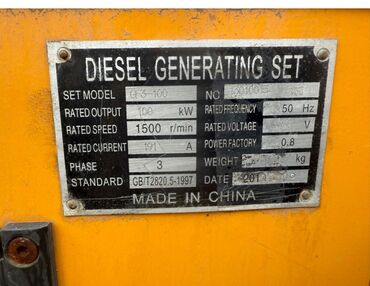 DIESEL GENERATING SET
SET MODEL NO
RATED OUTPUT 100 kW RATED FREQUENCY 50 Hz
RATED SPEED 1500 r/min RATED VOLTAGE V
RATED CURRENT 191 A POWER FACTORY 0.8
PHASE 3 WEIGHT kg
STANDARD GB/T2820.5-1997 DATE
MADE IN CHINA